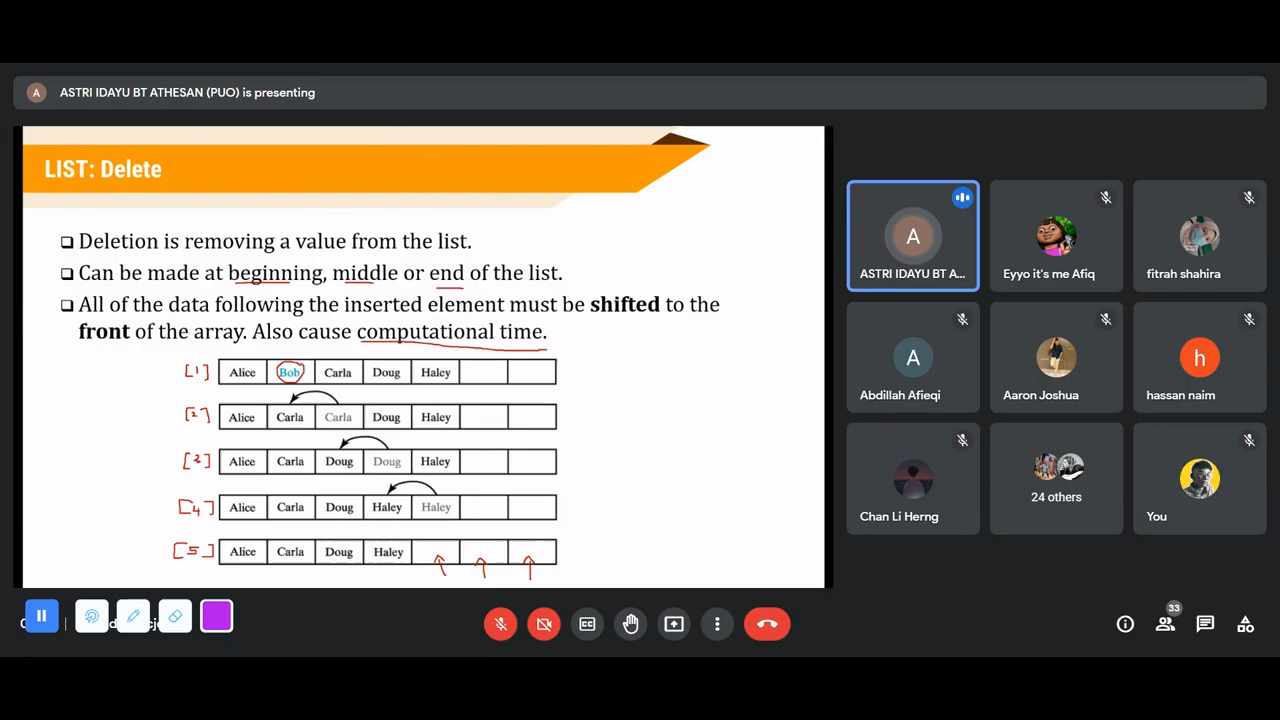 A ASTRI IDAYU BT ATHESAN (PUO) is presenting
LIST: Delete
❑ Deletion is removing a value from the list.
❑ Can be made at beginning, middle or end of the list.
❑ All of the data following the inserted element must be shifted to the
front of the array. Also cause computational time.
[1] Alice Bob Carla Doug Haley
[2] Alice Carla Carla Doug Haley
[3] Alice Carla Doug Doug Haley
[4] Alice Carla Doug Haley Haley
[5] Alice Carla Doug Haley
A
ASTRI IDAYU BT A...
Eyyo it's me Afiq
fitrah shahira
A
Abdillah Afieqi
Aaron Joshua
h
hassan naim
Chan Li Herng
24 others
You
CC
33